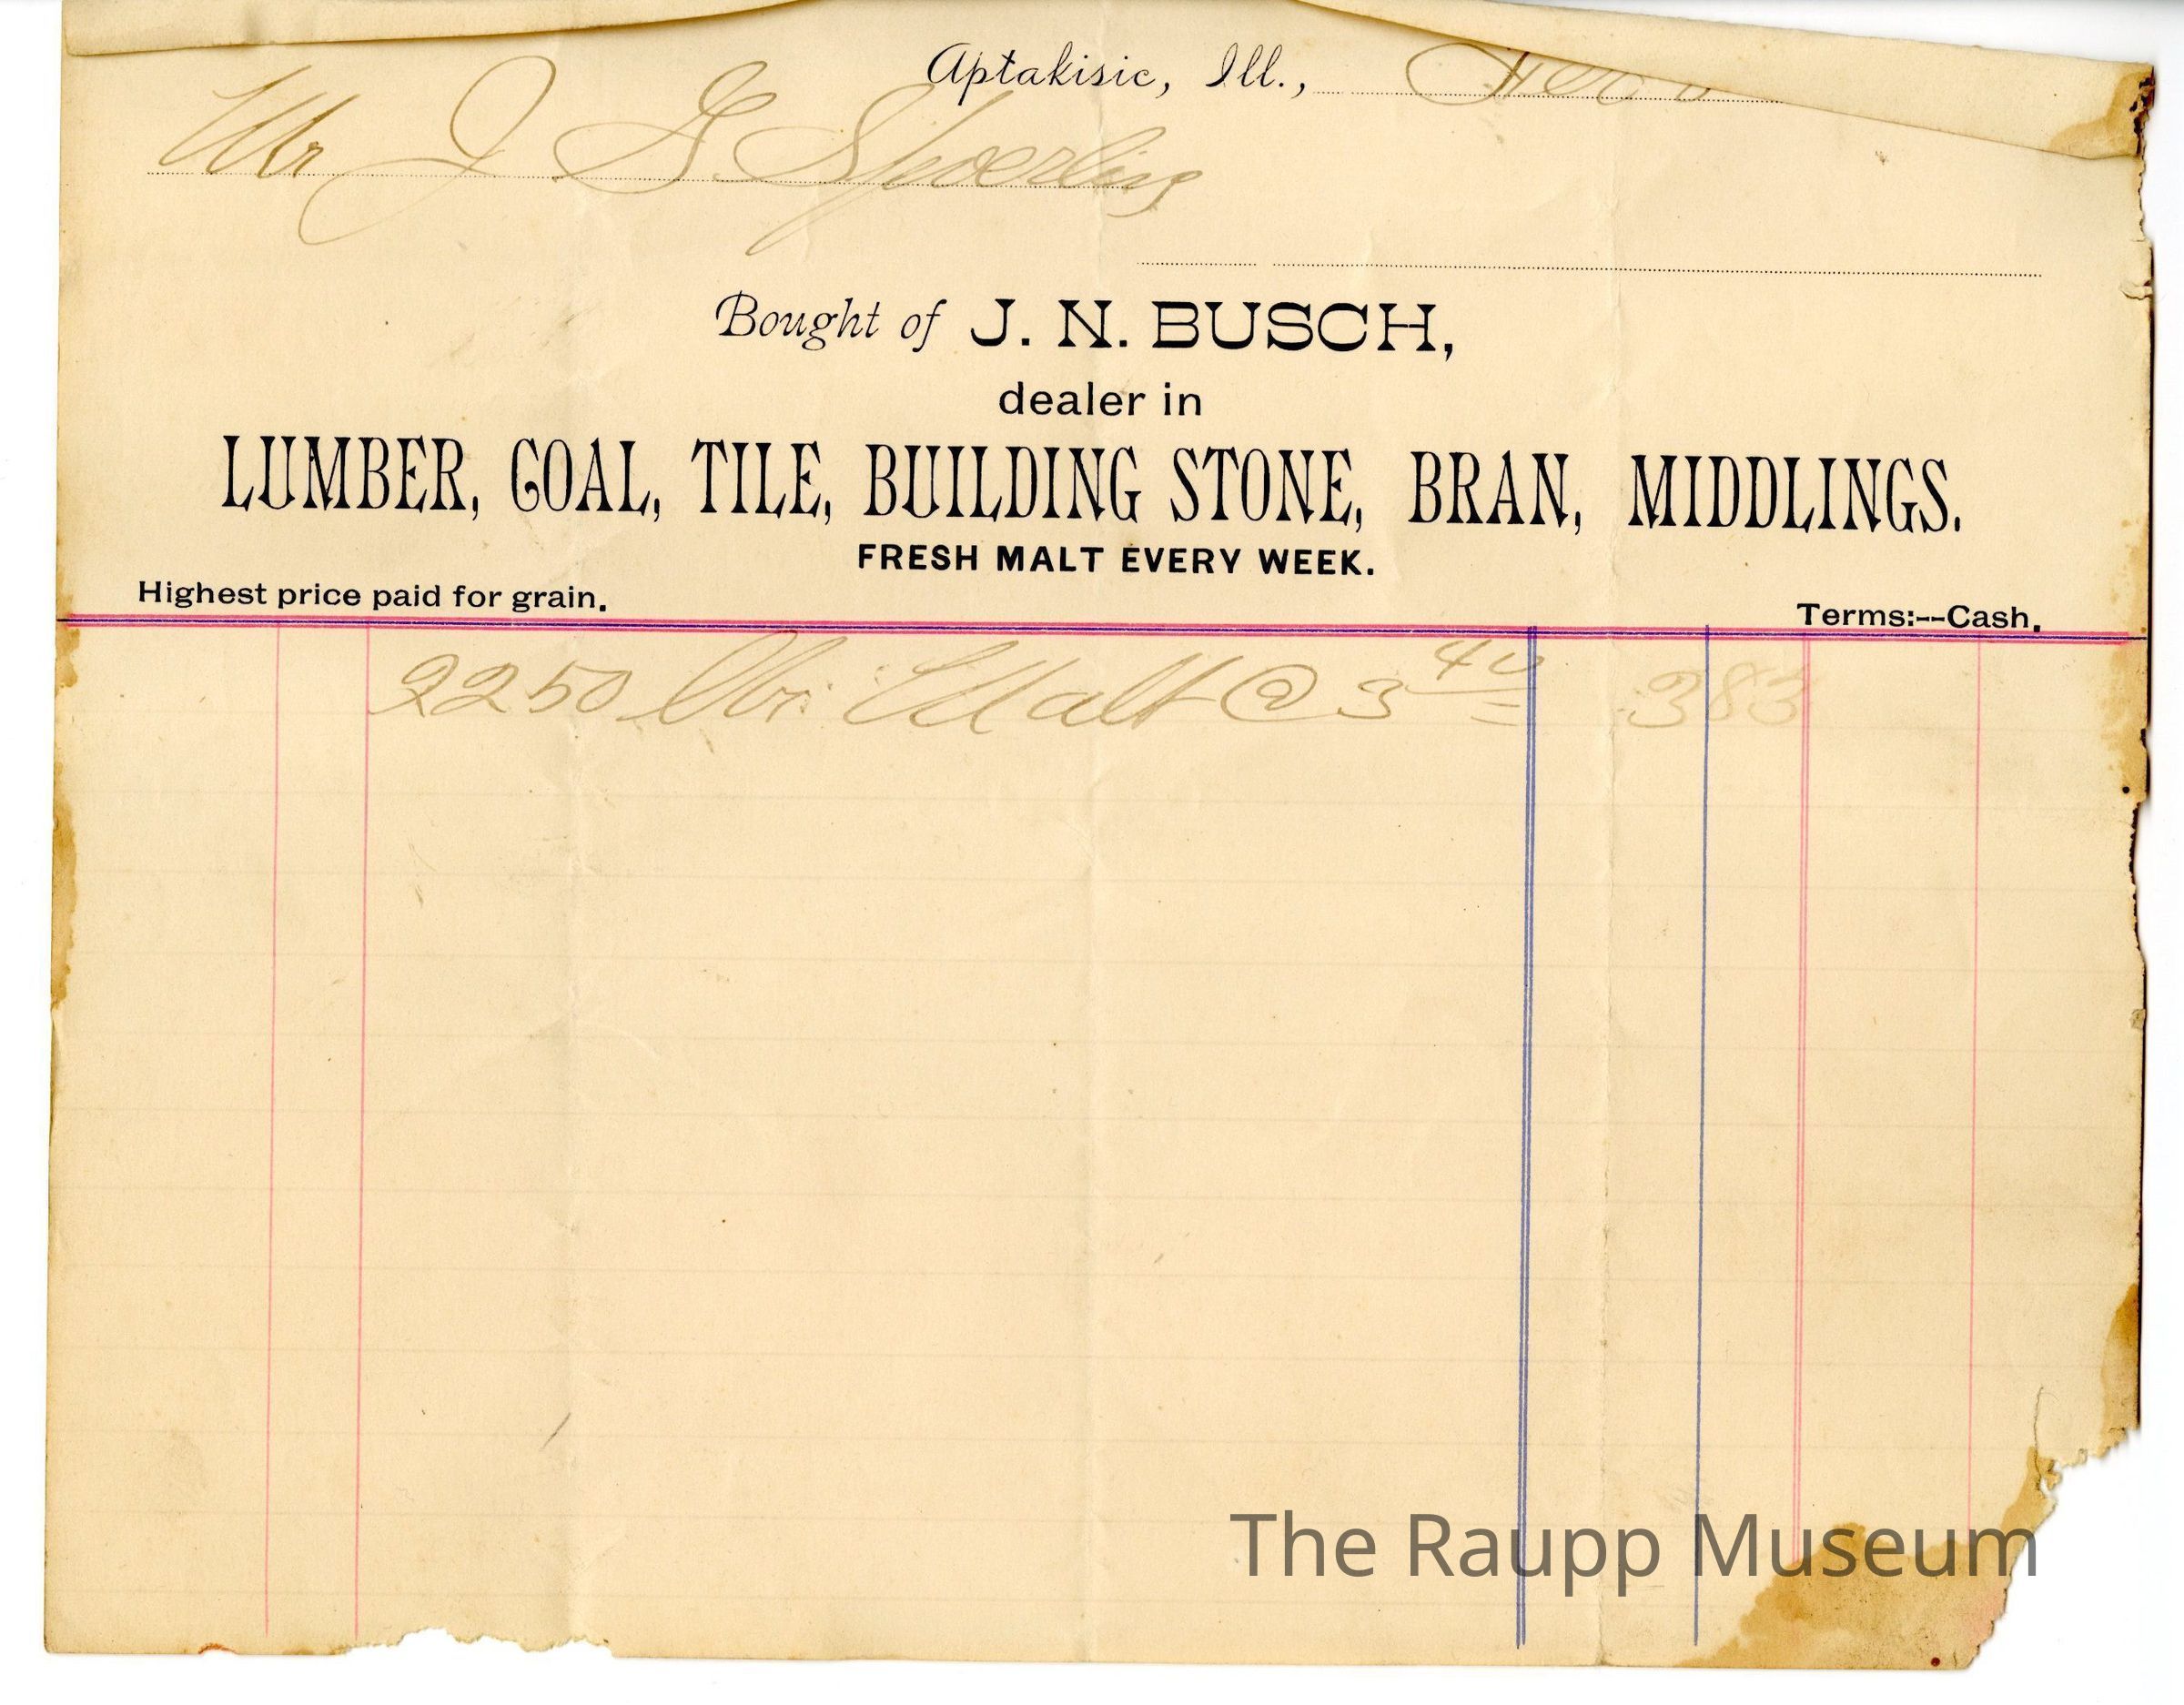 Aptakisic, Ill.,
Mr J G Spoerling
Bought of J. N. BUSCH,
dealer in
LUMBER, COAL, TILE, BUILDING STONE, BRAN, MIDDLINGS.
FRESH MALT EVERY WEEK.
Highest price paid for grain.
Terms:--Cash.
2250 lbs. Malt @ 3 40 383
The Raupp Museum